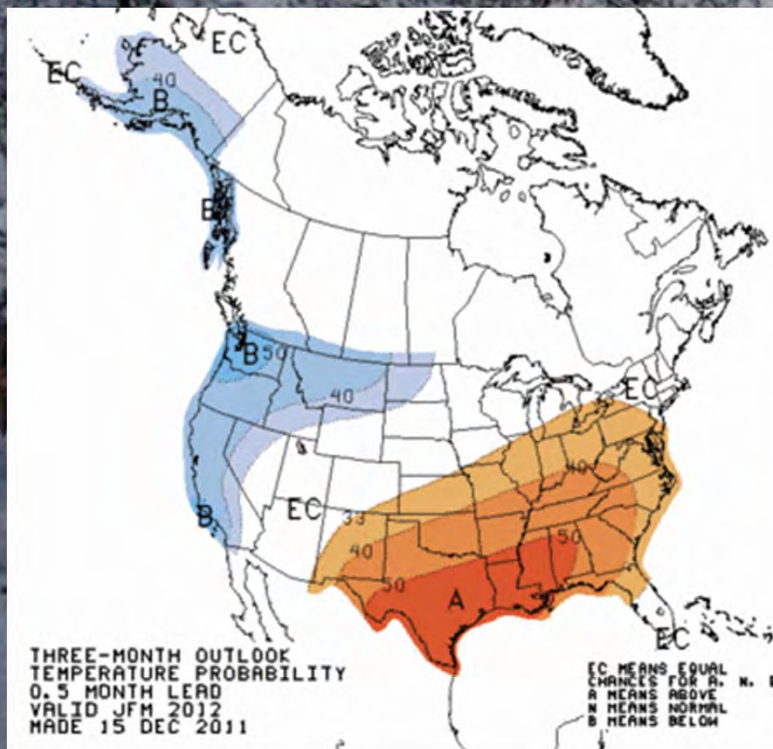 EC
EC
40
B
B
B 50
40
EC
B
EC
33
40
40
50
50
A
EC
THREE-MONTH OUTLOOK
TEMPERATURE PROBABILITY
0.5 MONTH LEAD
VALID JFM 2012
MADE 15 DEC 2011
EC MEANS EQUAL
CHANCES FOR A, N, B
A MEANS ABOVE
N MEANS NORMAL
B MEANS BELOW